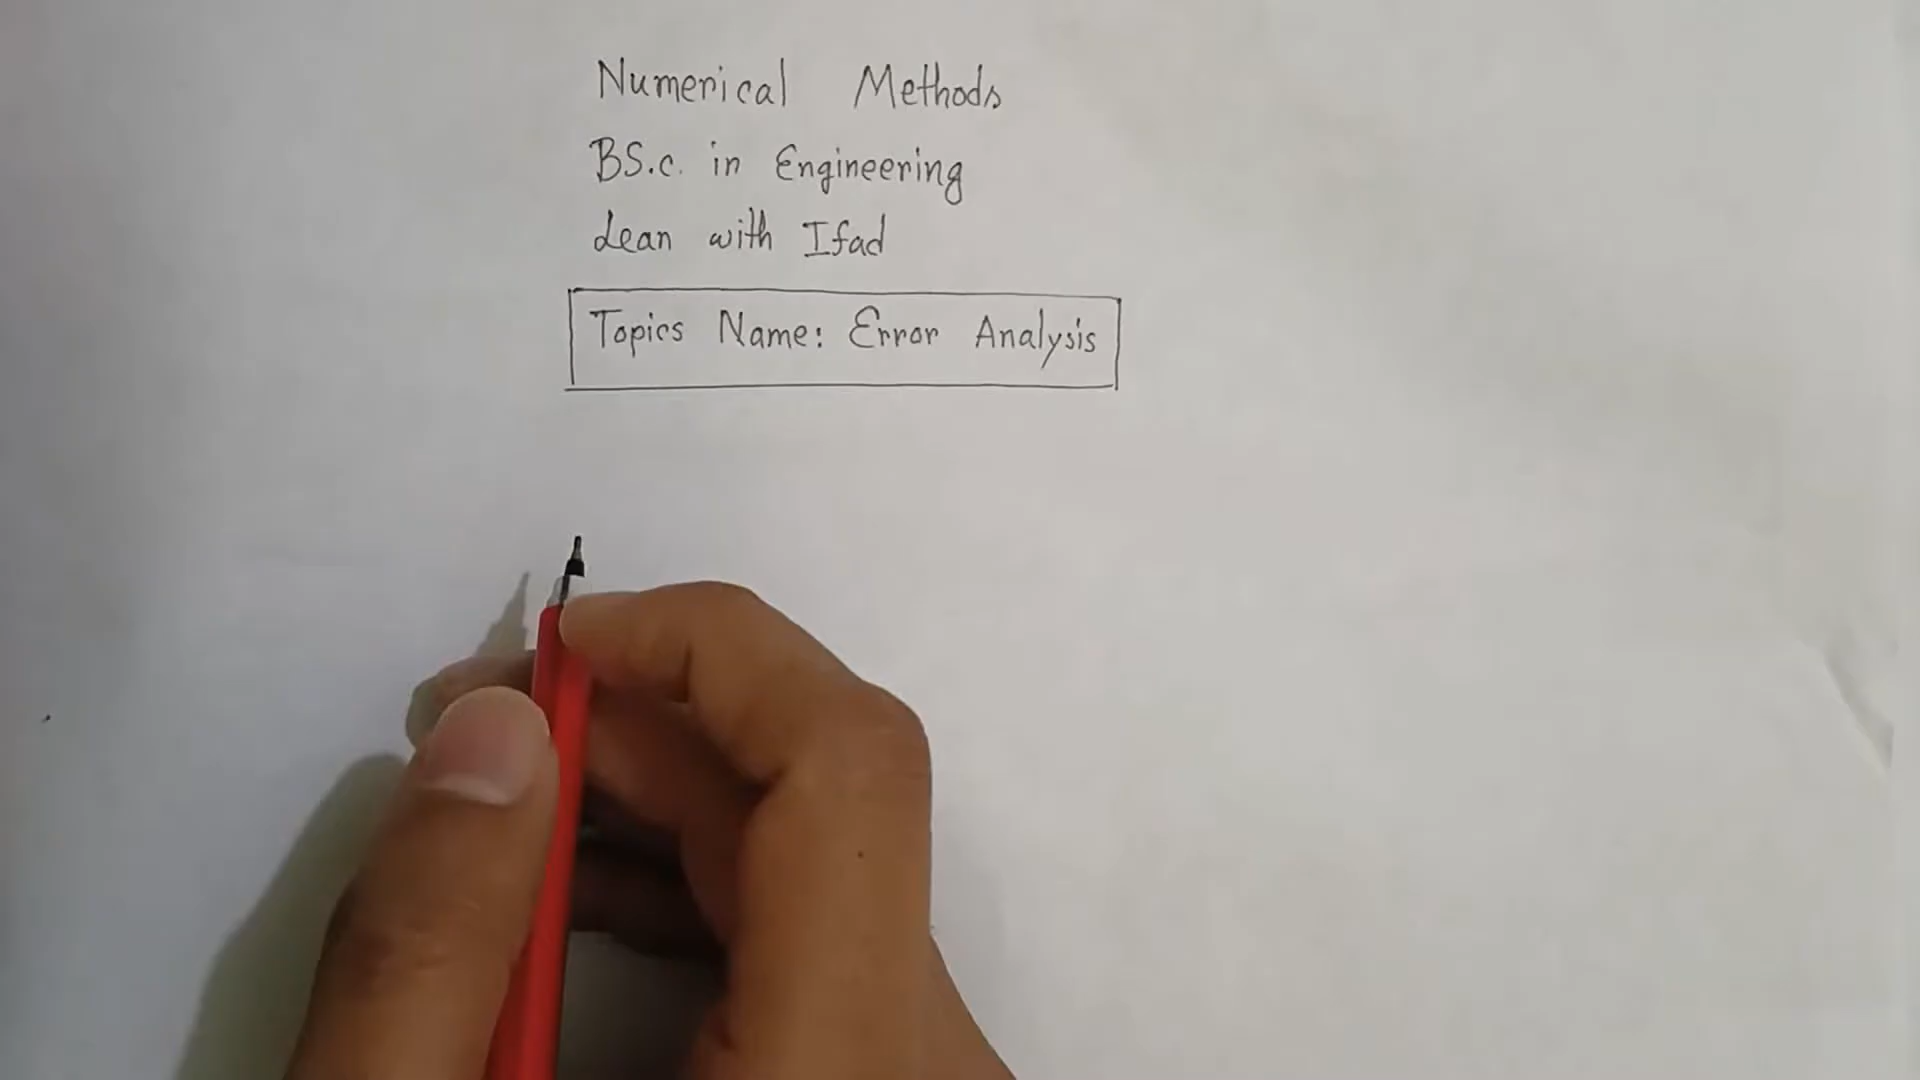 Numerical Methods
BS.c. in Engineering
Lean with Ifad
Topics Name: Error Analysis